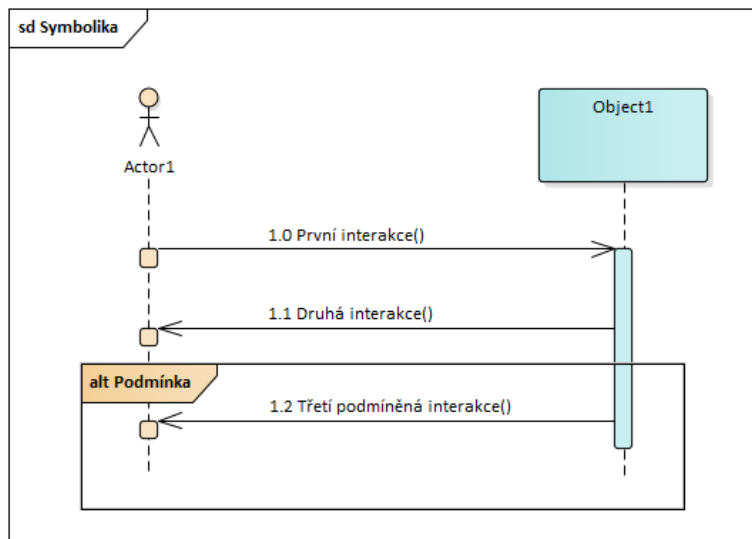 sd Symbolika
Object1
Actor1
1.0 První interakce()
1.1 Druhá interakce()
alt Podmínka
1.2 Třetí podmíněná interakce()